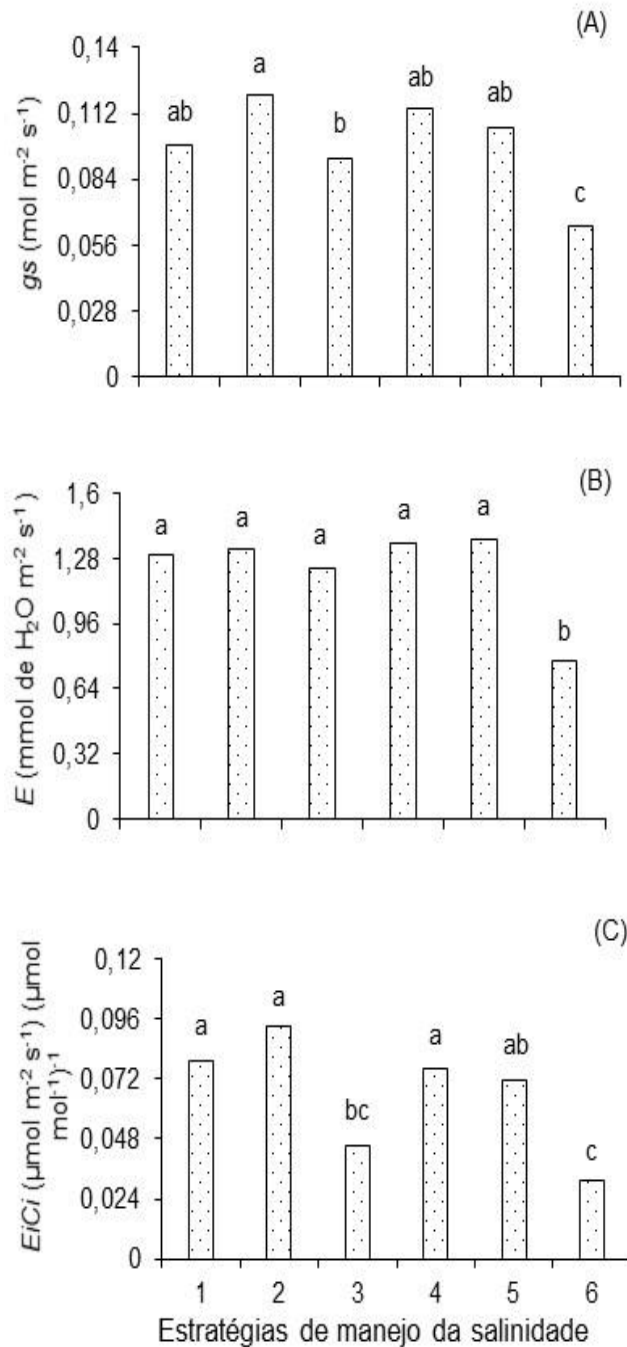 (A)
0,14
0,112
0,084
0,056
0,028
0
gs (mol m⁻² s⁻¹)
ab
a
b
ab
ab
c
(B)
1,6
1,28
0,96
0,64
0,32
0
E (mmol de H₂O m⁻² s⁻¹)
a
a
a
a
a
b
(C)
0,12
0,096
0,072
0,048
0,024
0
EiCi (µmol m⁻² s⁻¹) (µmol
mol⁻¹)⁻¹
a
a
bc
a
ab
c
1 2 3 4 5 6
Estratégias de manejo da salinidade